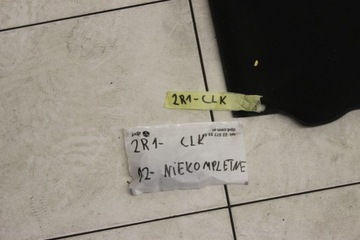 2R1-CLK
2R1- CLK
12- NIEKOMPLETNE